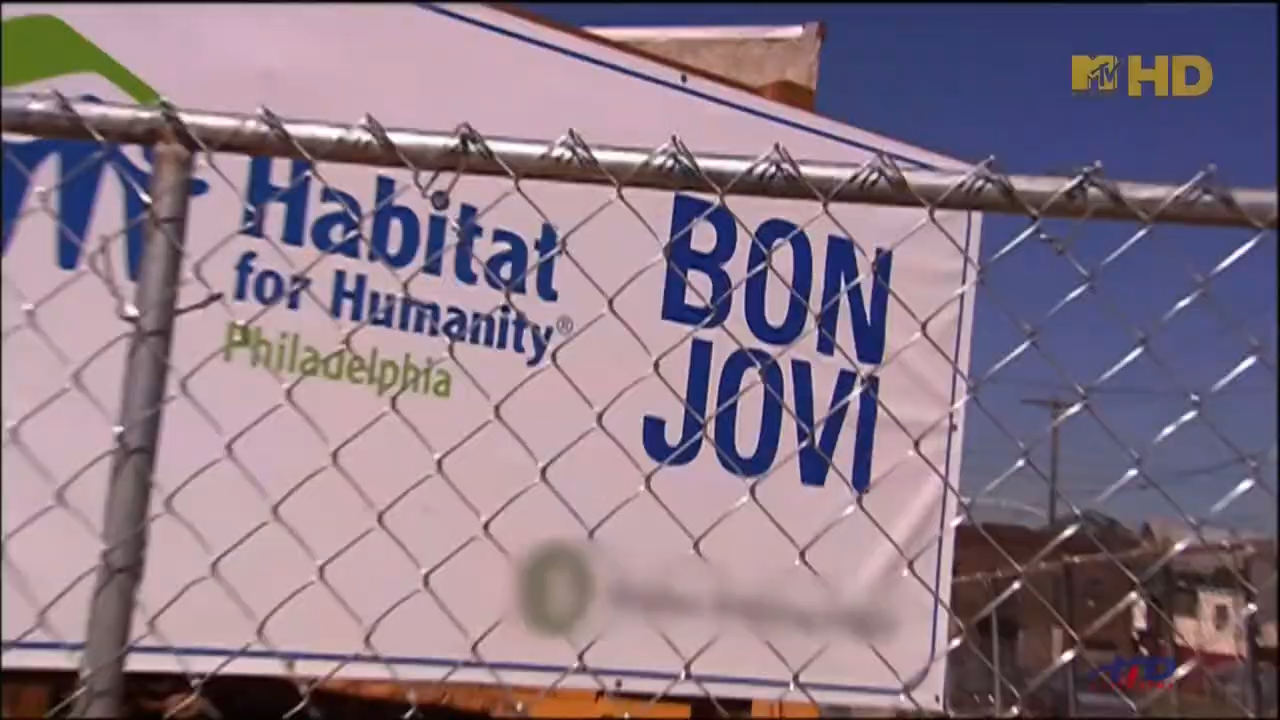 MTV HD
Habitat
for Humanity®
Philadelphia
BON
JOVI